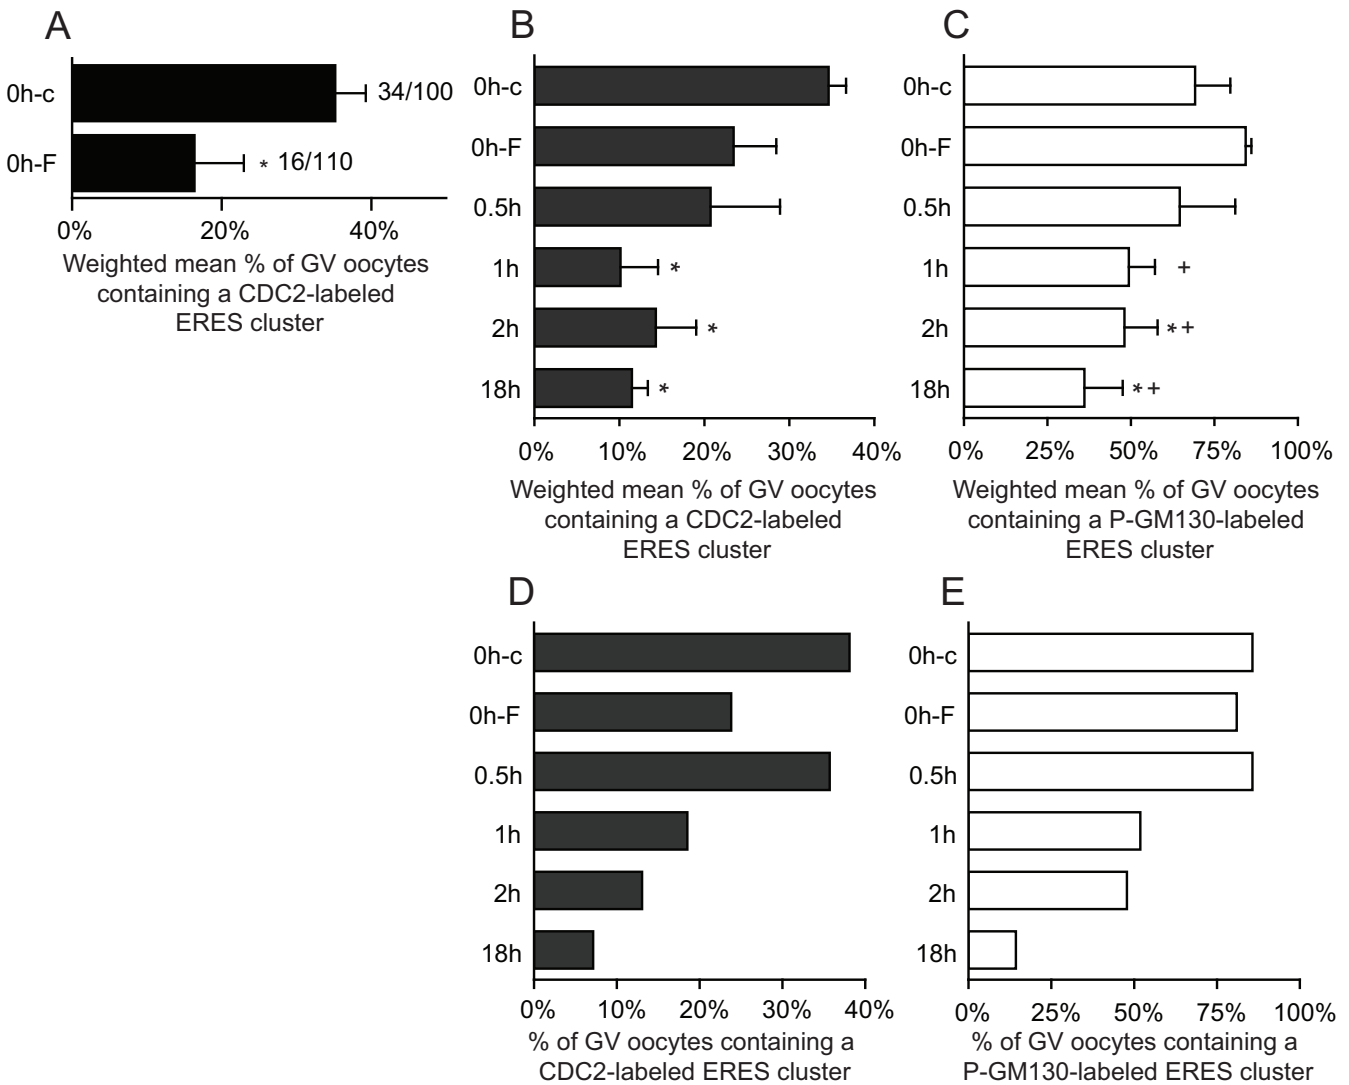 A
0h-c
34/100
0h-F
* 16/110
0% 20% 40%
Weighted mean % of GV oocytes
containing a CDC2-labeled
ERES cluster
B
0h-c
0h-F
0.5h
1h
*
2h
*
18h
*
0% 10% 20% 30% 40%
Weighted mean % of GV oocytes
containing a CDC2-labeled
ERES cluster
C
0h-c
0h-F
0.5h
1h
+
2h
*+
18h
*+
0% 25% 50% 75% 100%
Weighted mean % of GV oocytes
containing a P-GM130-labeled
ERES cluster
D
0h-c
0h-F
0.5h
1h
2h
18h
0% 10% 20% 30% 40%
% of GV oocytes containing a
CDC2-labeled ERES cluster
E
0h-c
0h-F
0.5h
1h
2h
18h
0% 25% 50% 75% 100%
% of GV oocytes containing a
P-GM130-labeled ERES cluster